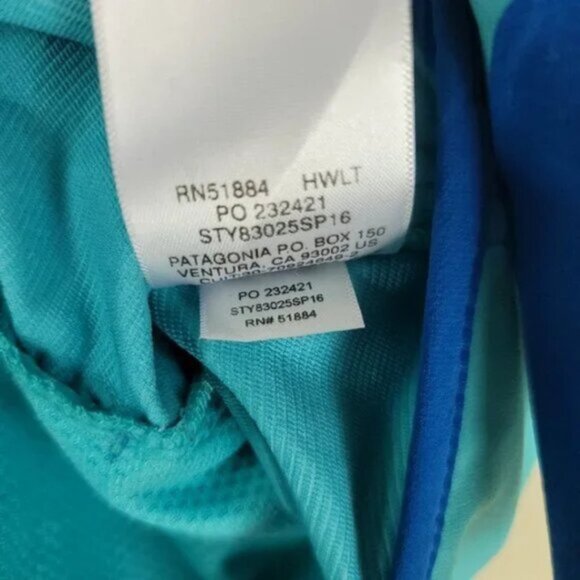 RN51884 HWLT
PO 232421
STY83025SP16
PATAGONIA P.O. BOX 150
VENTURA, CA 93002 US
PO 232421
STY83025SP16
RN# 51884